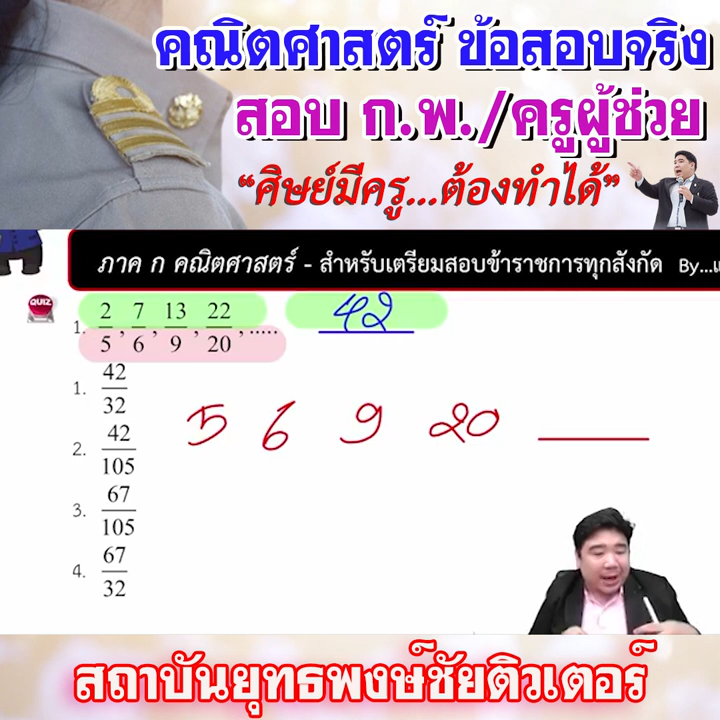 คณิตศาสตร์ ข้อสอบจริง
สอบ ก.พ./ครูผู้ช่วย
“ศิษย์มีครู...ต้องทำได้”
ภาค ก คณิตศาสตร์ - สำหรับเตรียมสอบข้าราชการทุกสังกัด By...
QUIZ
1. 2/5, 7/6, 13/9, 22/20, ..... 42
1. 42/32
5 6 9 20
2. 42/105
3. 67/105
4. 67/32
สถาบันยุทธพงษ์ชัยติวเตอร์